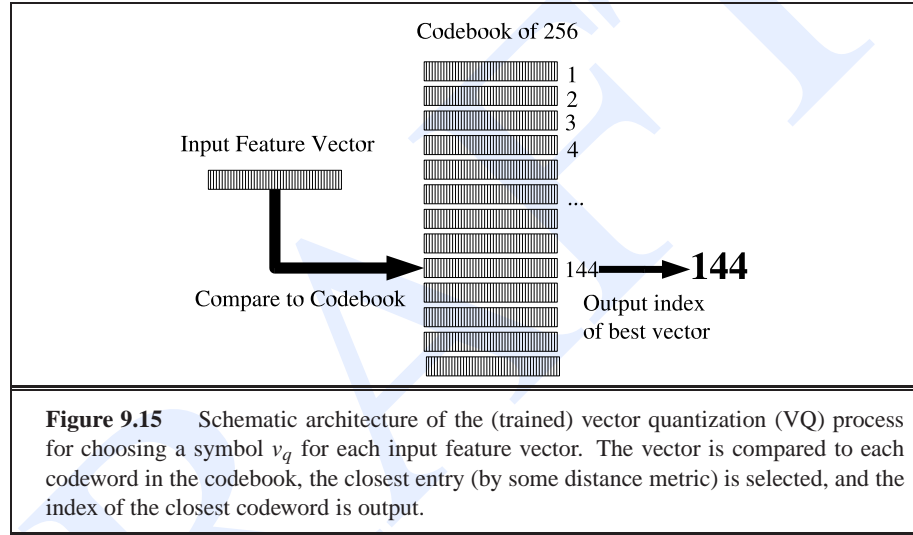 Codebook of 256
1
2
3
4
...
Input Feature Vector
Compare to Codebook
144
144
Output index
of best vector
Figure 9.15 Schematic architecture of the (trained) vector quantization (VQ) process
for choosing a symbol v_q for each input feature vector. The vector is compared to each
codeword in the codebook, the closest entry (by some distance metric) is selected, and the
index of the closest codeword is output.